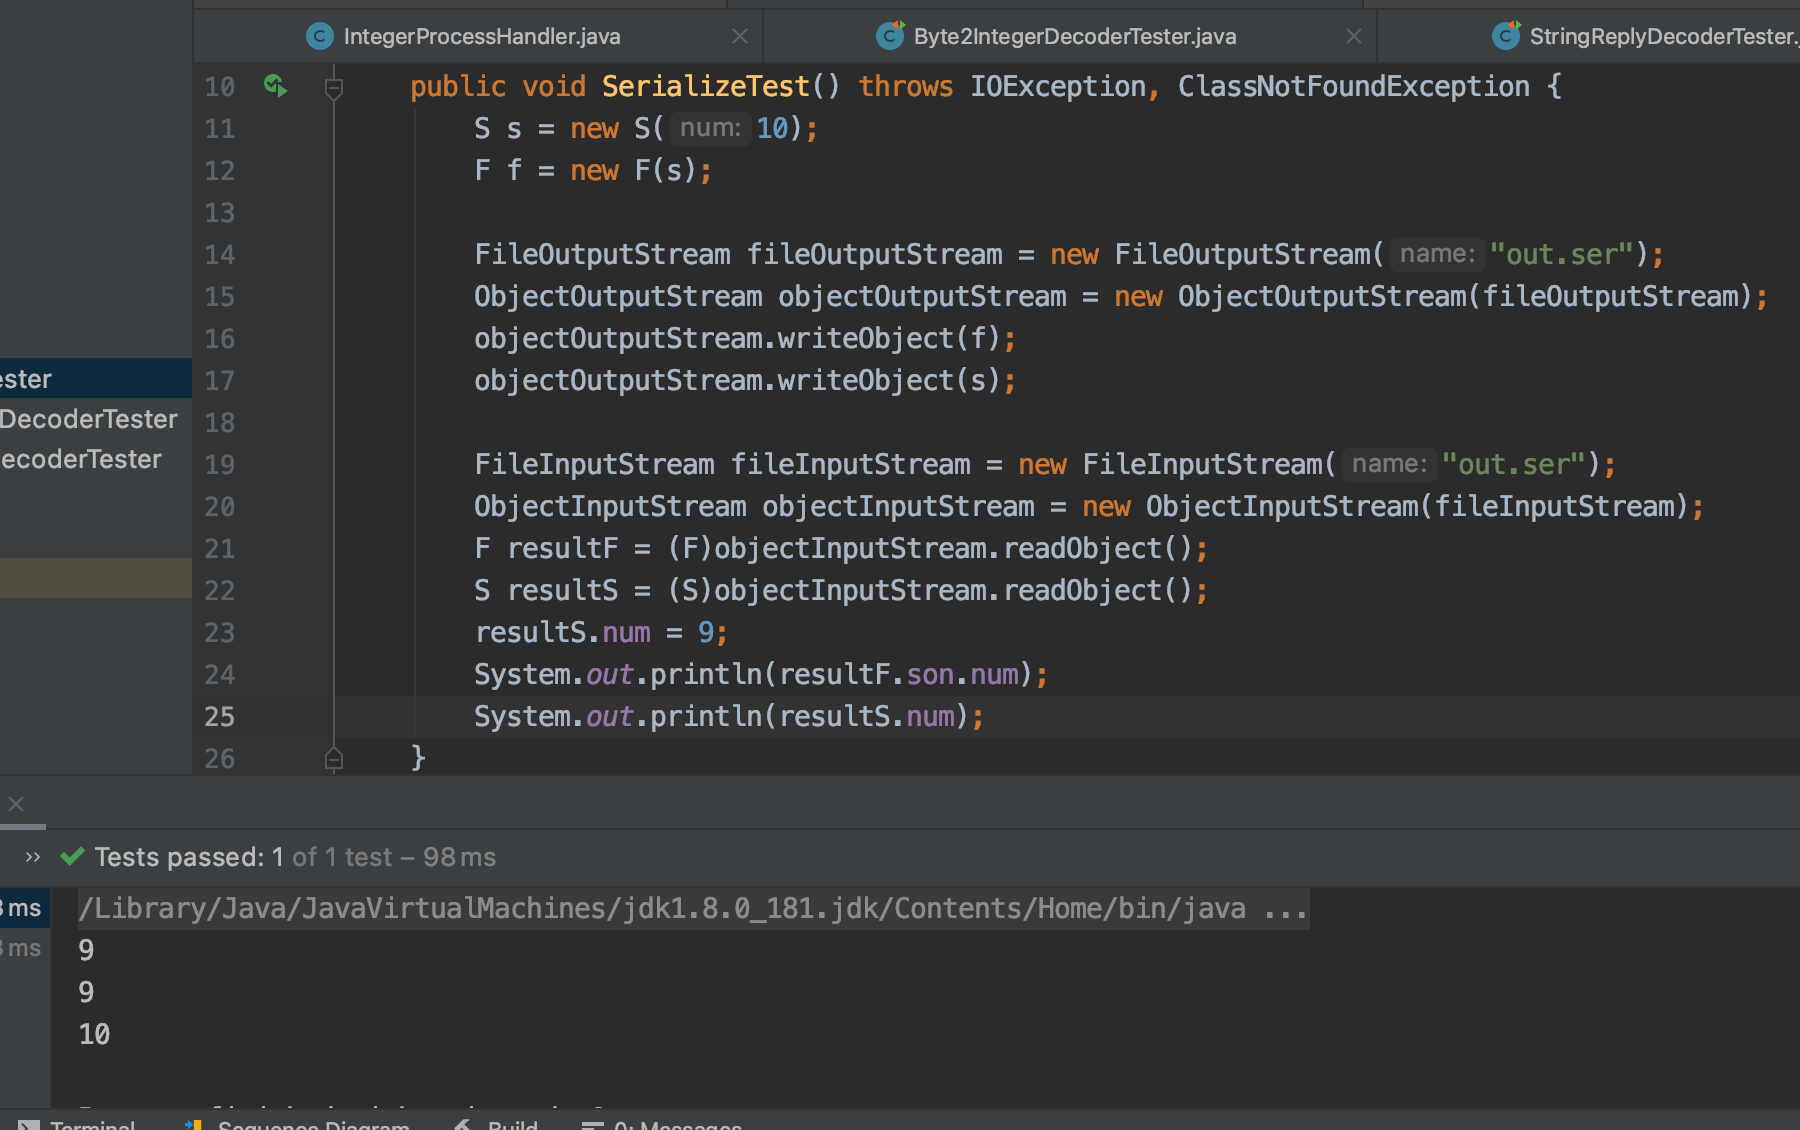 IntegerProcessHandler.java
Byte2IntegerDecoderTester.java
StringReplyDecoderTester.
10 public void SerializeTest() throws IOException, ClassNotFoundException {
11 S s = new S( num: 10);
12 F f = new F(s);
13
14 FileOutputStream fileOutputStream = new FileOutputStream( name: "out.ser");
15 ObjectOutputStream objectOutputStream = new ObjectOutputStream(fileOutputStream);
16 objectOutputStream.writeObject(f);
17 objectOutputStream.writeObject(s);
18
19 FileInputStream fileInputStream = new FileInputStream( name: "out.ser");
20 ObjectInputStream objectInputStream = new ObjectInputStream(fileInputStream);
21 F resultF = (F)objectInputStream.readObject();
22 S resultS = (S)objectInputStream.readObject();
23 resultS.num = 9;
24 System.out.println(resultF.son.num);
25 System.out.println(resultS.num);
26 }
ester
DecoderTester
ecoderTester
Tests passed: 1 of 1 test – 98 ms
ms
ms
/Library/Java/JavaVirtualMachines/jdk1.8.0_181.jdk/Contents/Home/bin/java ...
9
9
10
Terminal
Sequence Diagram
Build
0: Messages